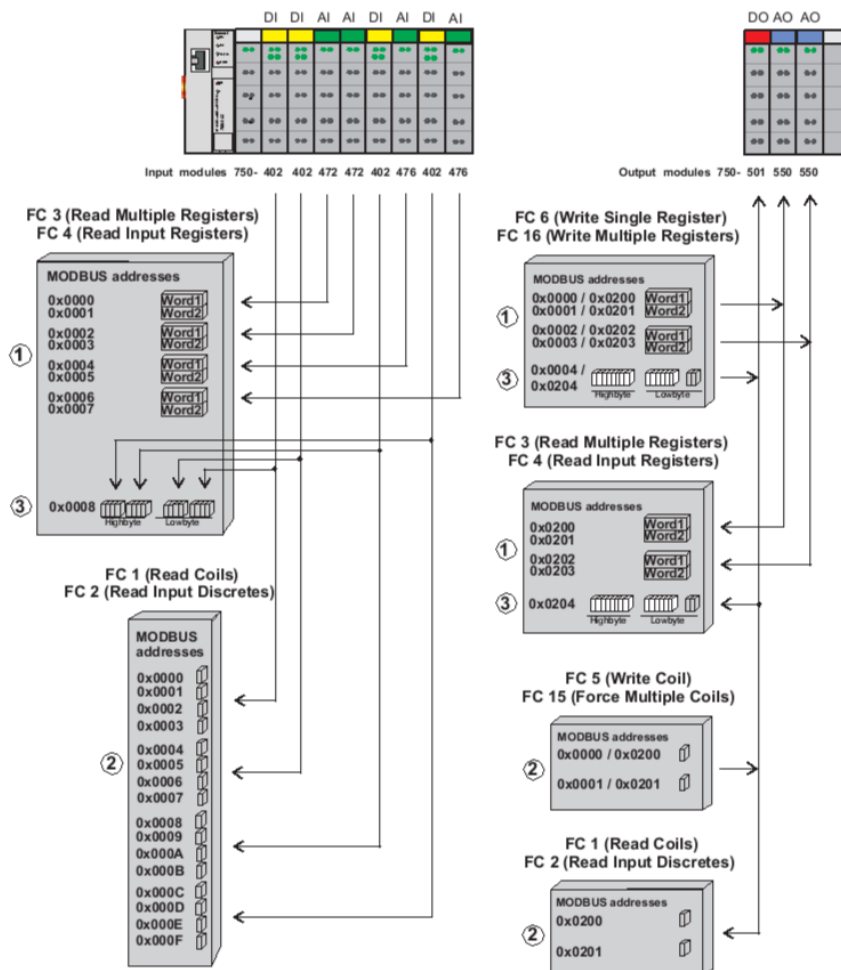 DI DI AI AI DI AI DI AI
DO AO AO
Input modules 750- 402 402 472 472 402 476 402 476
Output modules 750- 501 550 550
FC 3 (Read Multiple Registers)
FC 4 (Read Input Registers)
MODBUS addresses
0x0000 Word1
0x0001 Word2
0x0002 Word1
0x0003 Word2
1
0x0004 Word1
0x0005 Word2
0x0006 Word1
0x0007 Word2
3 0x0008
Highbyte Lowbyte
FC 1 (Read Coils)
FC 2 (Read Input Discretes)
MODBUS
addresses
0x0000
0x0001
0x0002
0x0003
0x0004
0x0005
2
0x0006
0x0007
0x0008
0x0009
0x000A
0x000B
0x000C
0x000D
0x000E
0x000F
FC 6 (Write Single Register)
FC 16 (Write Multiple Registers)
MODBUS addresses
0x0000 / 0x0200 Word1
0x0001 / 0x0201 Word2
1
0x0002 / 0x0202 Word1
0x0003 / 0x0203 Word2
3 0x0004 /
0x0204
Highbyte Lowbyte
FC 3 (Read Multiple Registers)
FC 4 (Read Input Registers)
MODBUS addresses
0x0200 Word1
0x0201 Word2
1
0x0202 Word1
0x0203 Word2
3 0x0204
Highbyte Lowbyte
FC 5 (Write Coil)
FC 15 (Force Multiple Coils)
MODBUS addresses
0x0000 / 0x0200
2
0x0001 / 0x0201
FC 1 (Read Coils)
FC 2 (Read Input Discretes)
MODBUS addresses
0x0200
2
0x0201